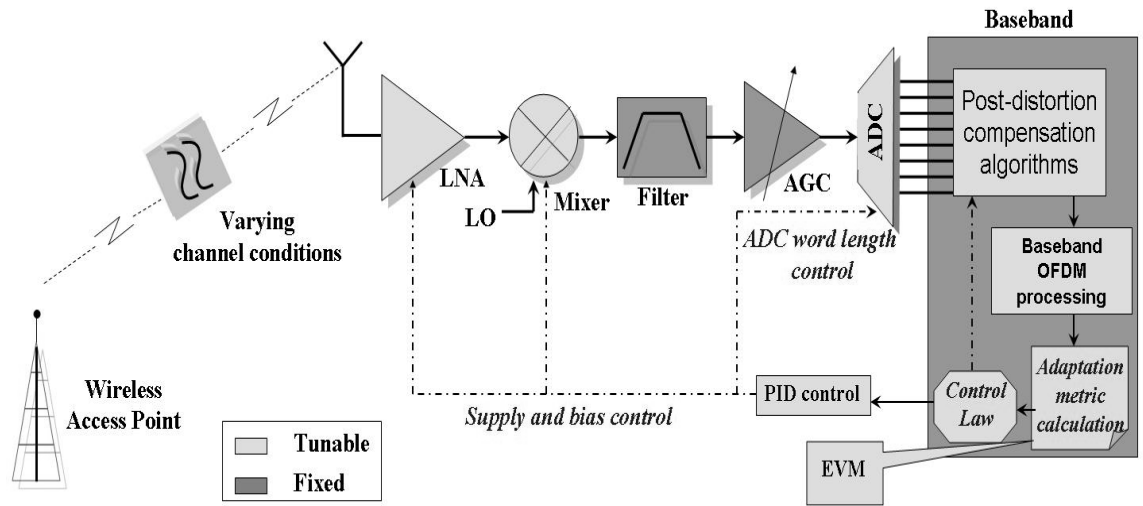 Baseband
Post-distortion
compensation
algorithms
ADC
LNA
LO
Mixer
Filter
AGC
Varying
channel conditions
ADC word length
control
Baseband
OFDM
processing
Wireless
Access Point
Supply and bias control
PID control
Control
Law
Adaptation
metric
calculation
EVM
Tunable
Fixed